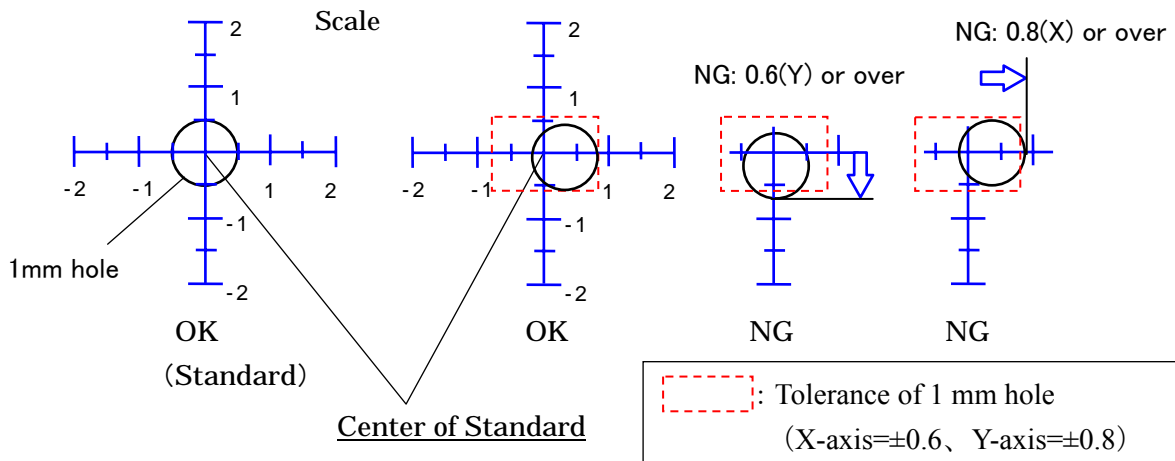 Scale
NG: 0.8(X) or over
NG: 0.6(Y) or over
2
1
-2 -1 1 2
-1
-2
2
1
-2 -1 1 2
-1
-2
1mm hole
OK
(Standard)
OK
NG
NG
Center of Standard
: Tolerance of 1 mm hole
(X-axis=±0.6、Y-axis=±0.8)